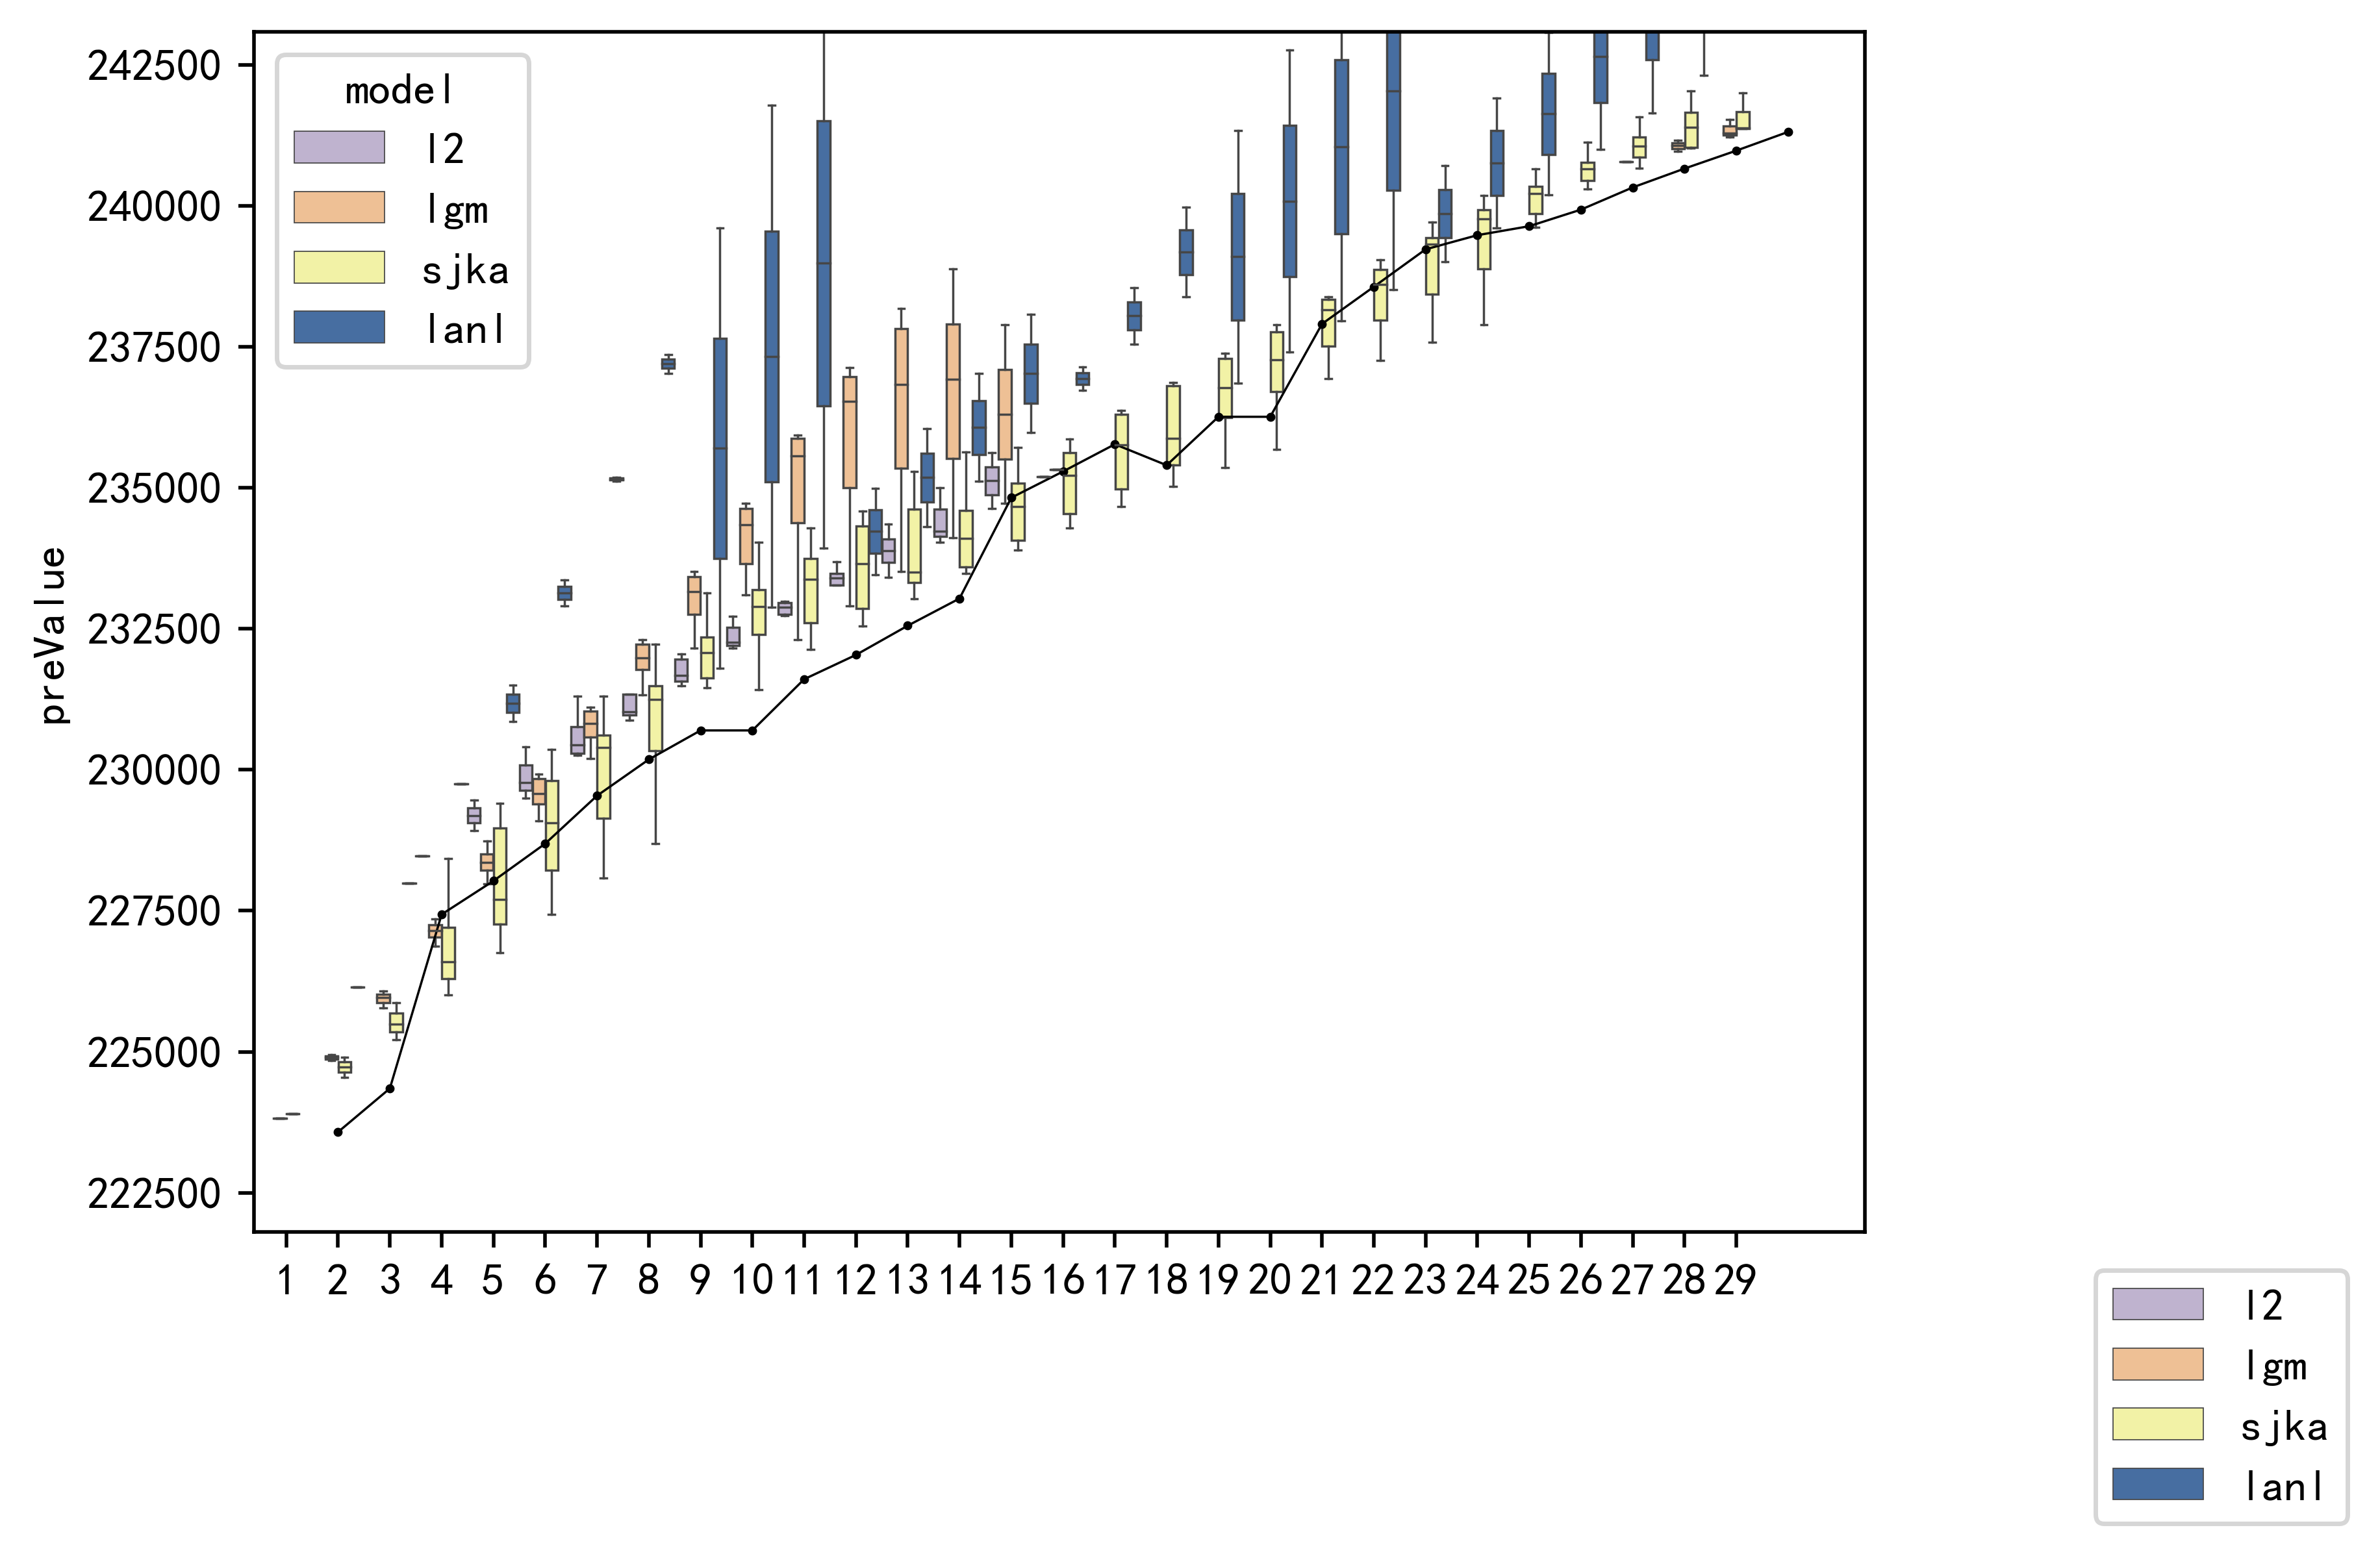 242500
240000
237500
235000
232500
230000
227500
225000
222500
preValue
model
l2
lgm
sjka
lanl
1 2 3 4 5 6 7 8 9 10 11 12 13 14 15 16 17 18 19 20 21 22 23 24 25 26 27 28 29
l2
lgm
sjka
lanl